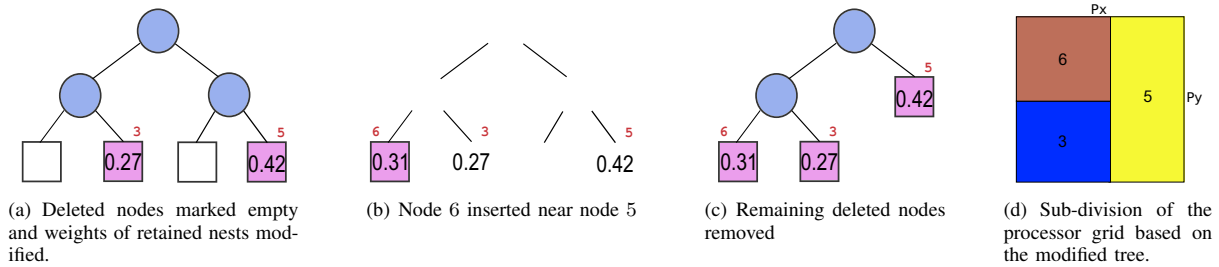 3
5
0.27
0.42
(a) Deleted nodes marked empty
and weights of retained nests mod-
ified.
6
3
5
0.31
0.27
0.42
(b) Node 6 inserted near node 5
5
0.42
6
3
0.31
0.27
(c) Remaining deleted nodes
removed
Px
6
5
Py
3
(d) Sub-division of the
processor grid based on
the modified tree.